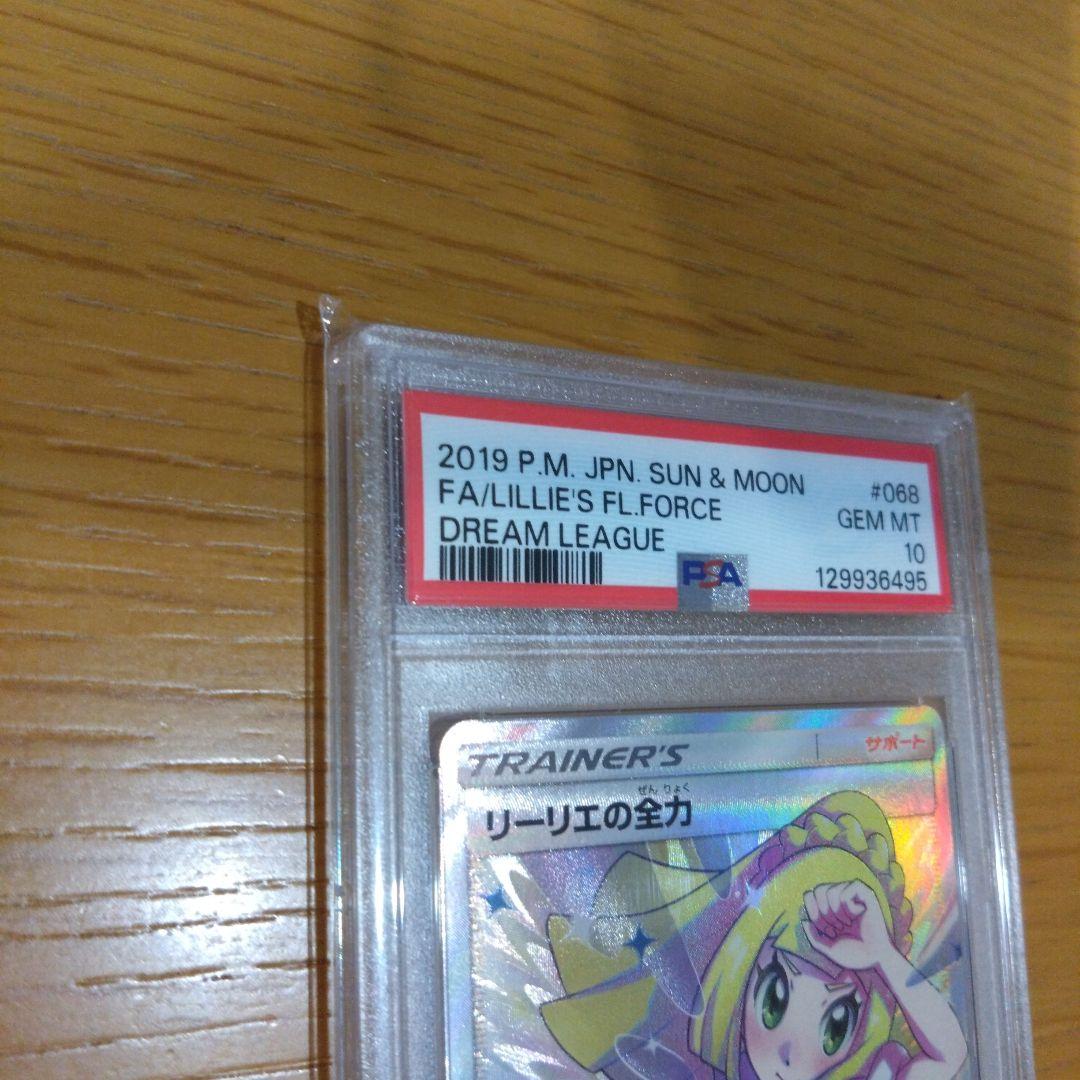 2019 P.M. JPN. SUN & MOON #068
FA/LILLIE'S FL.FORCE GEM MT
DREAM LEAGUE 10
PSA 129936495
TRAINER'S サポート
ぜん りょく
リーリエの全力